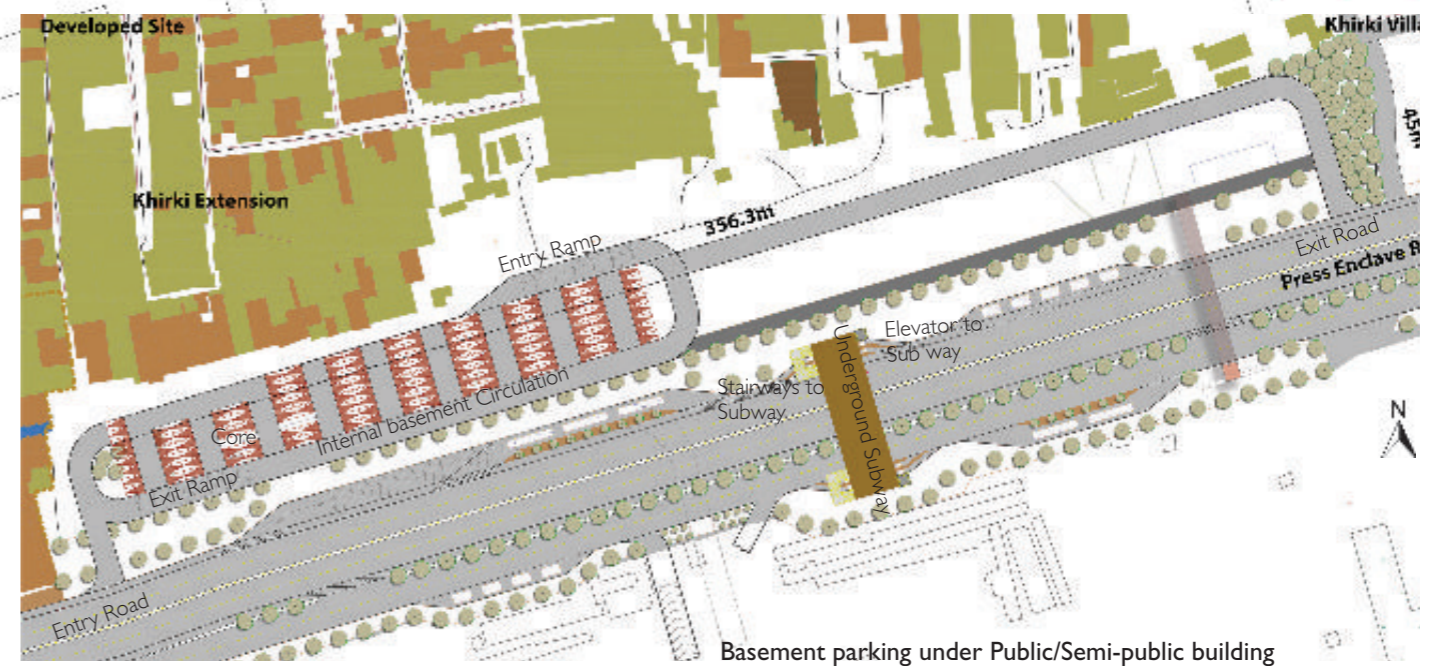 Developed Site
Khirki Villa
45m
Khirki Extension
356.3m
Entry Ramp
Exit Road
Press Enclave R
Elevator to
Sub way
Underground Subway
Stairways to
Subway
Internal basement Circulation
Core
N
Exit Ramp
Entry Road
Basement parking under Public/Semi-public building